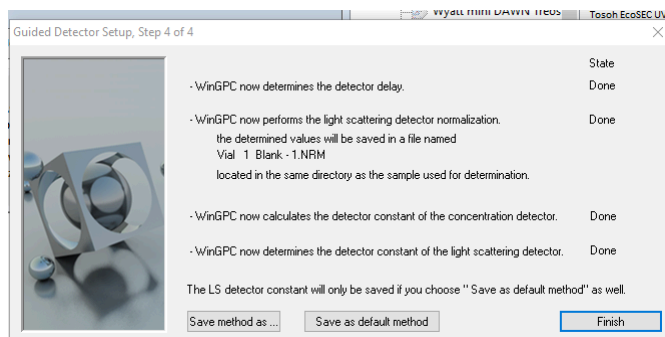 Wyatt mini DAWN Treos
Tosoh EcoSEC UV
Guided Detector Setup, Step 4 of 4
State
- WinGPC now determines the detector delay. Done
- WinGPC now performs the light scattering detector normalization. Done
the determined values will be saved in a file named
Vial 1 Blank - 1.NRM
located in the same directory as the sample used for determination.
- WinGPC now calculates the detector constant of the concentration detector. Done
- WinGPC now determines the detector constant of the light scattering detector. Done
The LS detector constant will only be saved if you choose " Save as default method" as well.
Save method as ... Save as default method Finish